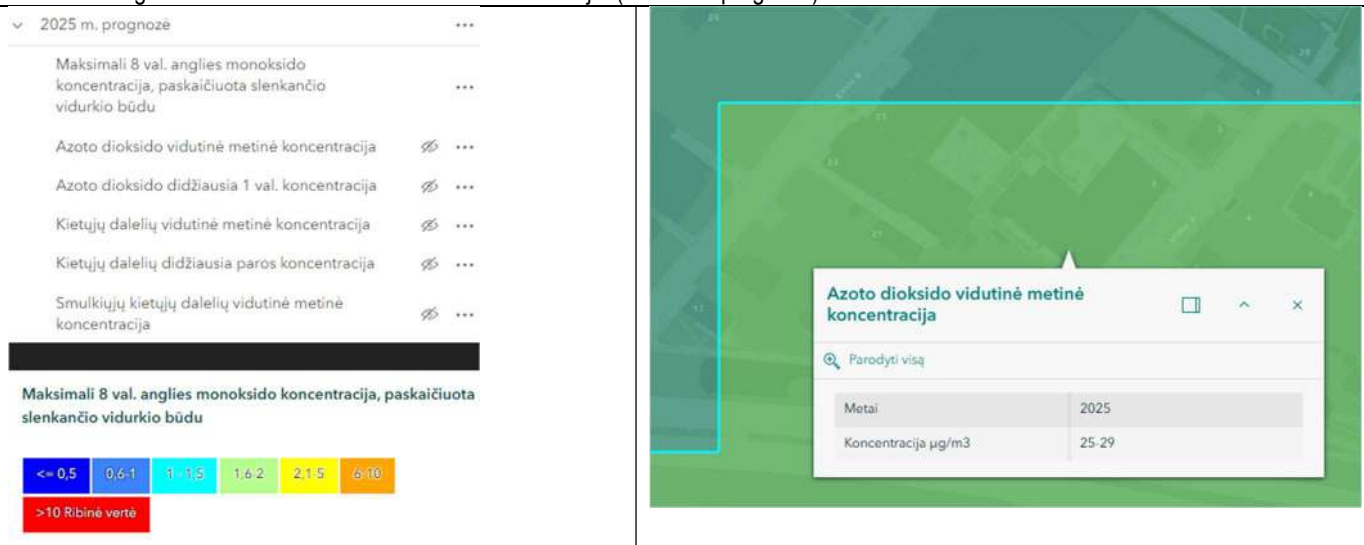 2025 m. prognozė
Maksimali 8 val. anglies monoksido
koncentracija, paskaičiuota slenkančio
vidurkio būdu
Azoto dioksido vidutinė metinė koncentracija
Azoto dioksido didžiausia 1 val. koncentracija
Kietųjų dalelių vidutinė metinė koncentracija
Kietųjų dalelių didžiausia paros koncentracija
Smulkiųjų kietųjų dalelių vidutinė metinė
koncentracija
Maksimali 8 val. anglies monoksido koncentracija, paskaičiuota
slenkančio vidurkio būdu
<= 0,5 0,6-1 1 - 1,5 1,6-2 2,1-5 6-10
>10 Ribinė vertė
Azoto dioksido vidutinė metinė
koncentracija
Parodyti visą
Metai 2025
Koncentracija µg/m3 25-29